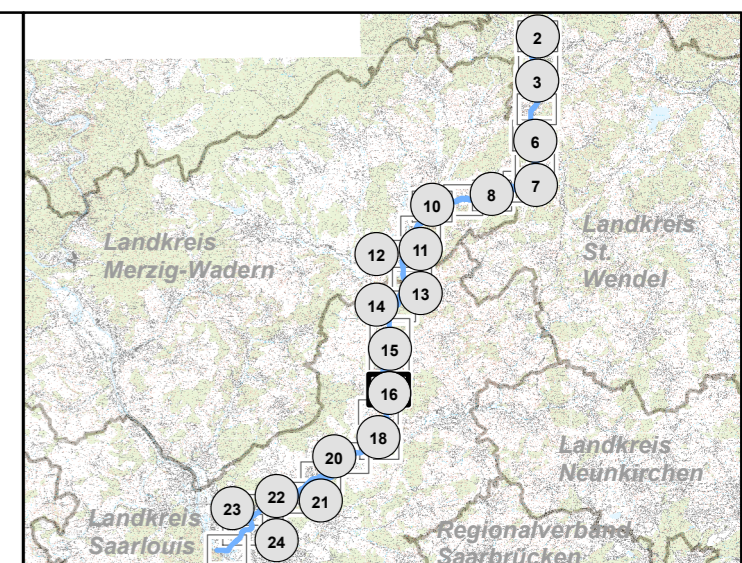 2
3
6
7
8
10
Landkreis
St.
Wendel
Landkreis
Merzig-Wadern
12
11
13
14
15
16
18
Landkreis
Neunkirchen
20
22
21
23
Landkreis
Saarlouis
24
Regionalverband
Saarbrücken